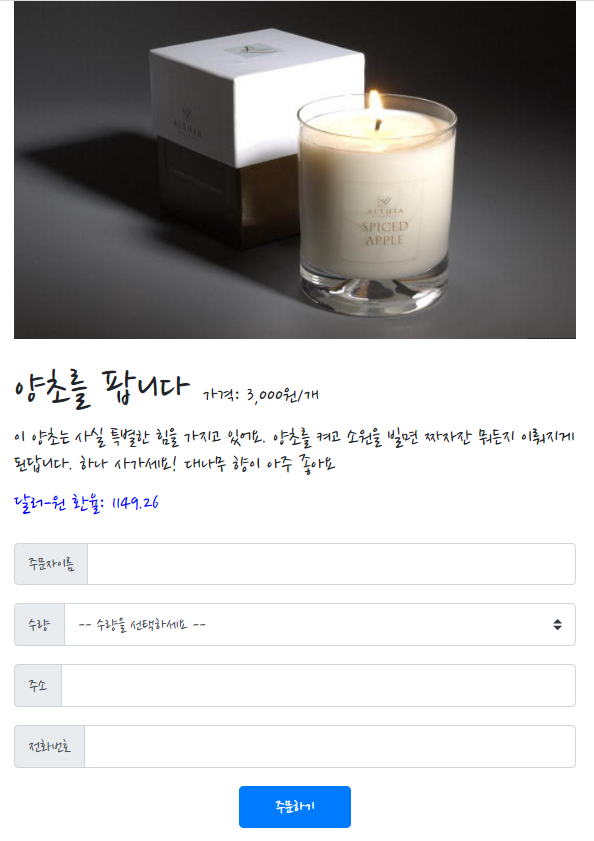 ALTHEA
ALTHEA
SPICED
APPLE
양초를 팝니다 가격: 3,000원/개
이 양초는 사실 특별한 힘을 가지고 있어요. 양초를 켜고 소원을 빌면 짜자잔 뭐든지 이뤄지게
된답니다. 하나 사가세요! 대나무 향이 아주 좋아요
달러-원 환율: 1149.26
주문자이름
수량 -- 수량을 선택하세요 --
주소
전화번호
주문하기